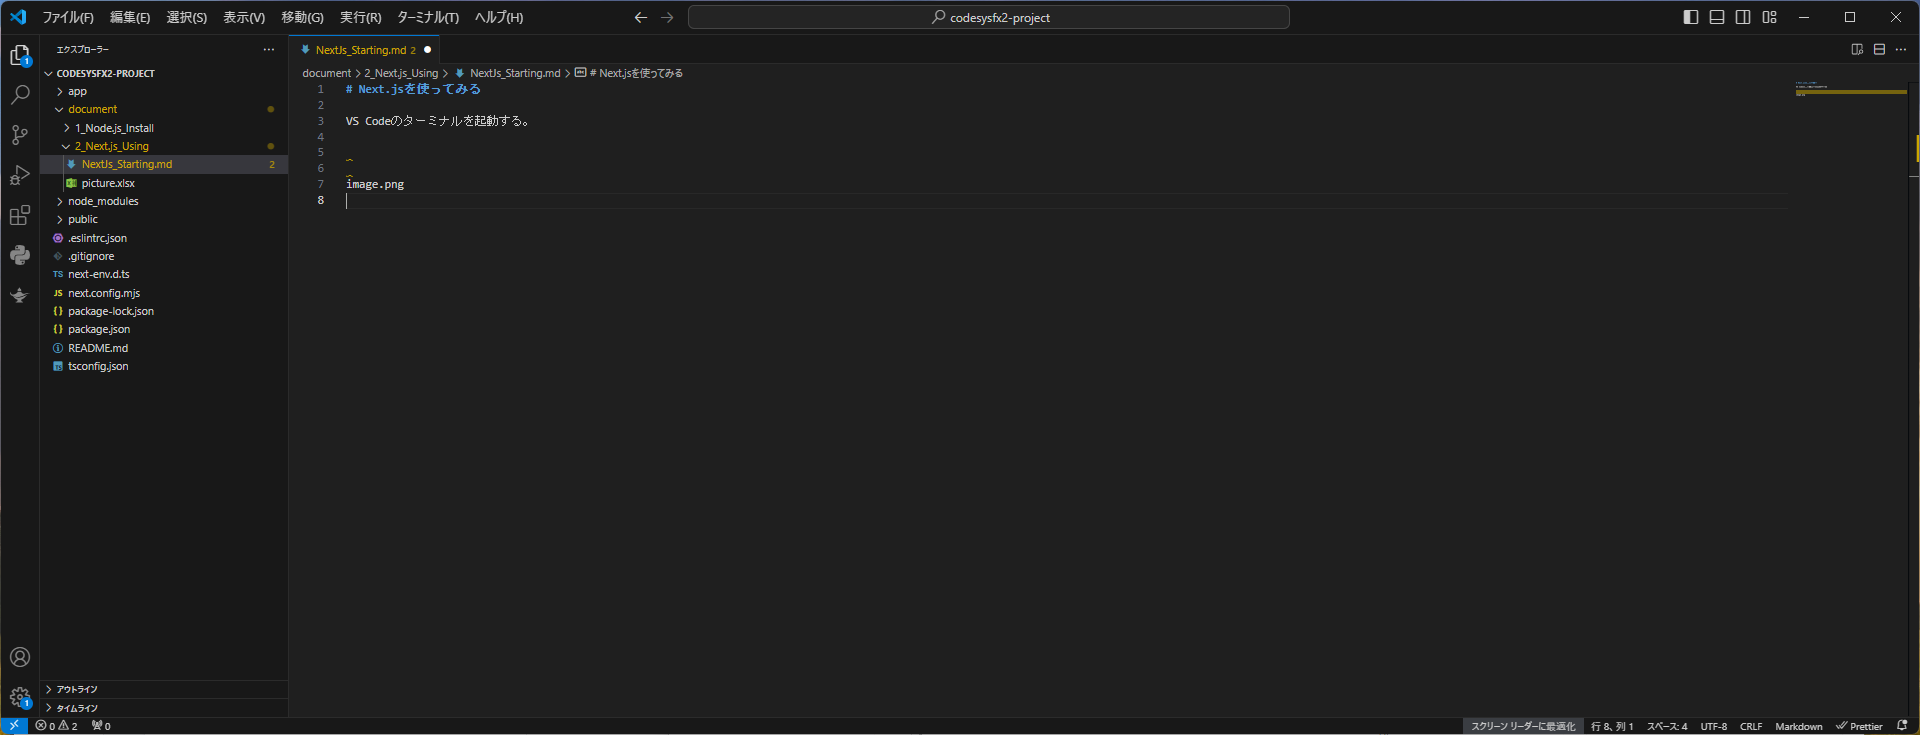 ファイル(F) 編集(E) 選択(S) 表示(V) 移動(G) 実行(R) ターミナル(T) ヘルプ(H)
codesysfx2-project
エクスプローラー
CODESYSFX2-PROJECT
app
document
1_Node.js_Install
2_Next.js_Using
NextJs_Starting.md 2
picture.xlsx
node_modules
public
.eslintrc.json
.gitignore
TS next-env.d.ts
JS next.config.mjs
{} package-lock.json
{} package.json
README.md
TS tsconfig.json
アウトライン
タイムライン
NextJs_Starting.md 2
document > 2_Next.js_Using > NextJs_Starting.md > # Next.jsを使ってみる
1 # Next.jsを使ってみる
2
3 VS Codeのターミナルを起動する。
4
5
6
7 image.png
8
1
1
0 2 0
スクリーン リーダーに最適化 行 8、列 1 スペース: 4 UTF-8 CRLF Markdown Prettier